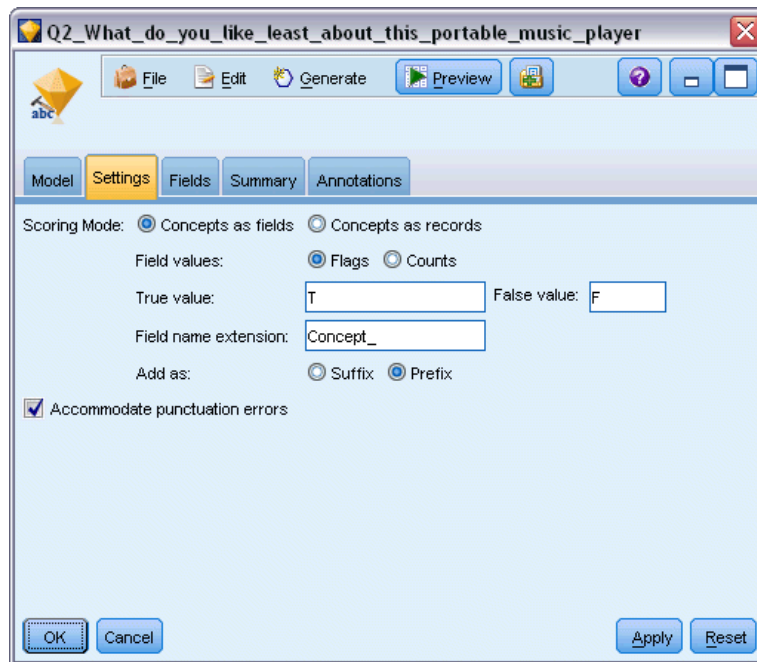 Q2_What_do_you_like_least_about_this_portable_music_player
File Edit Generate Preview
abc
Model Settings Fields Summary Annotations
Scoring Mode: Concepts as fields Concepts as records
Field values: Flags Counts
True value: T False value: F
Field name extension: Concept_
Add as: Suffix Prefix
Accommodate punctuation errors
OK Cancel Apply Reset